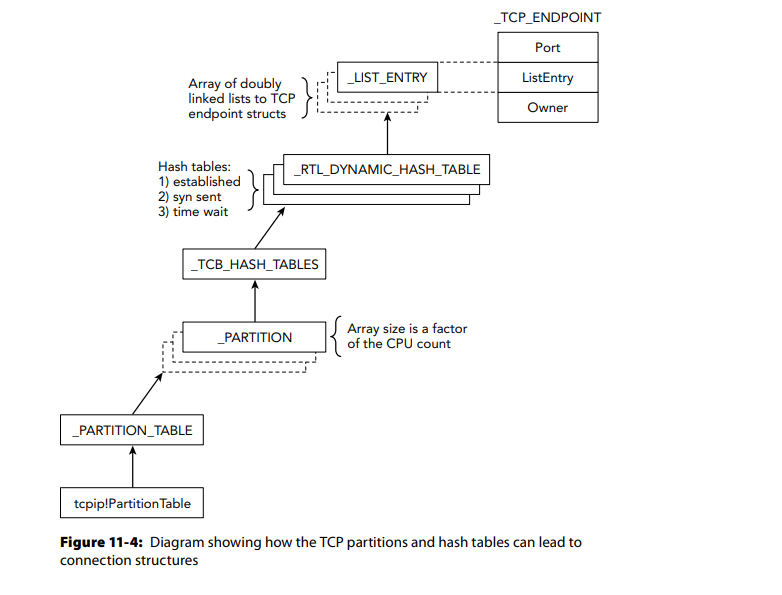 _TCP_ENDPOINT
Port
_LIST_ENTRY
ListEntry
Array of doubly
linked lists to TCP
endpoint structs
Owner
Hash tables:
1) established
2) syn sent
3) time wait
_RTL_DYNAMIC_HASH_TABLE
_TCB_HASH_TABLES
_PARTITION
Array size is a factor
of the CPU count
_PARTITION_TABLE
tcpip!PartitionTable
Figure 11-4: Diagram showing how the TCP partitions and hash tables can lead to
connection structures